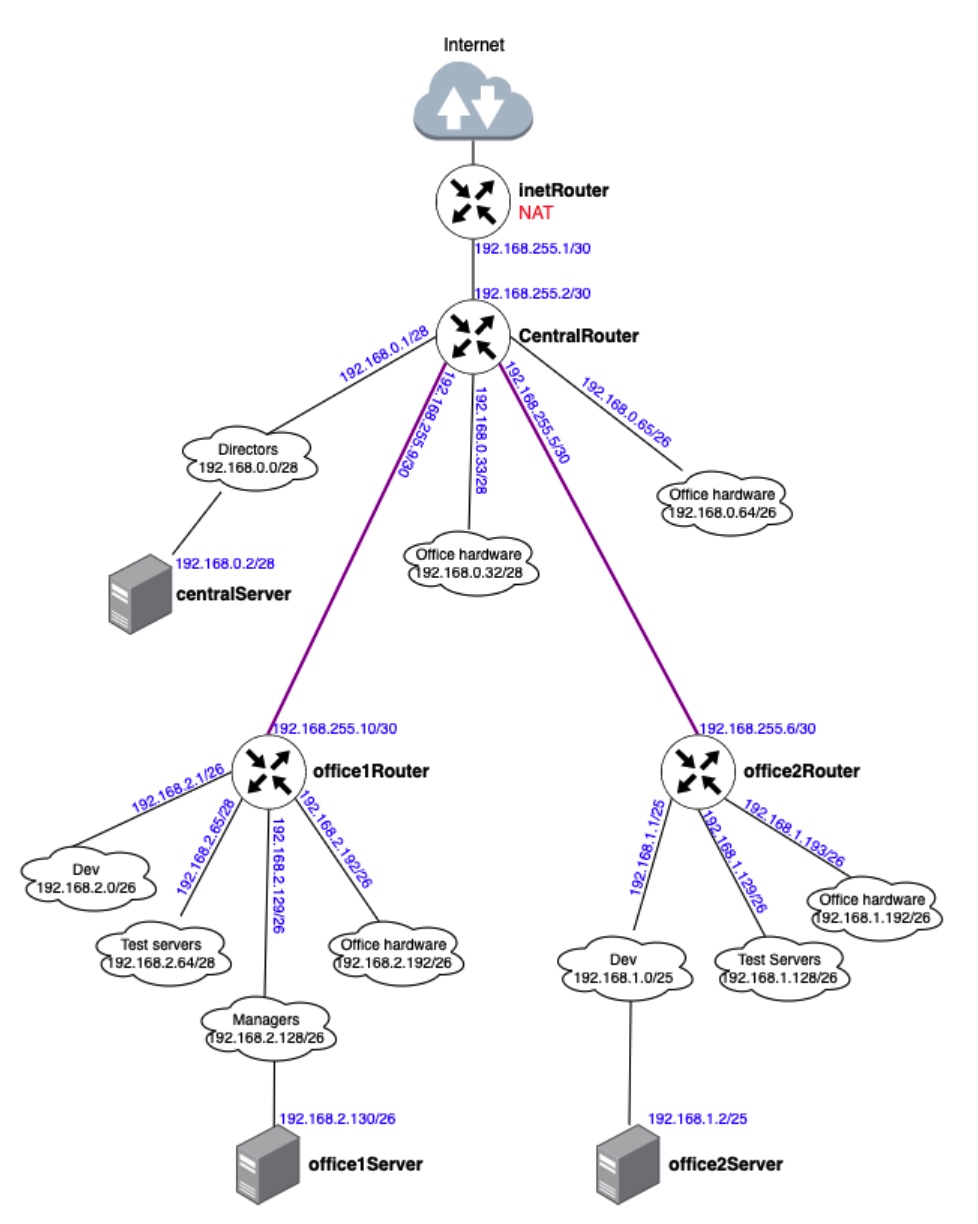 Internet
inetRouter
NAT
192.168.255.1/30
192.168.255.2/30
CentralRouter
192.168.0.1/28
192.168.255.9/30
192.168.0.33/28
192.168.255.5/30
192.168.0.65/26
Directors
192.168.0.0/28
Office hardware
192.168.0.64/26
Office hardware
192.168.0.32/28
192.168.0.2/28
centralServer
192.168.255.10/30
office1Router
192.168.255.6/30
office2Router
192.168.2.1/26
192.168.2.65/28
192.168.2.129/26
192.168.2.192/26
192.168.1.1/25
192.168.1.129/26
192.168.1.193/26
Dev
192.168.2.0/26
Test servers
192.168.2.64/28
Office hardware
192.168.2.192/26
Managers
192.168.2.128/26
Dev
192.168.1.0/25
Test Servers
192.168.1.128/26
Office hardware
192.168.1.192/26
192.168.2.130/26
office1Server
192.168.1.2/25
office2Server